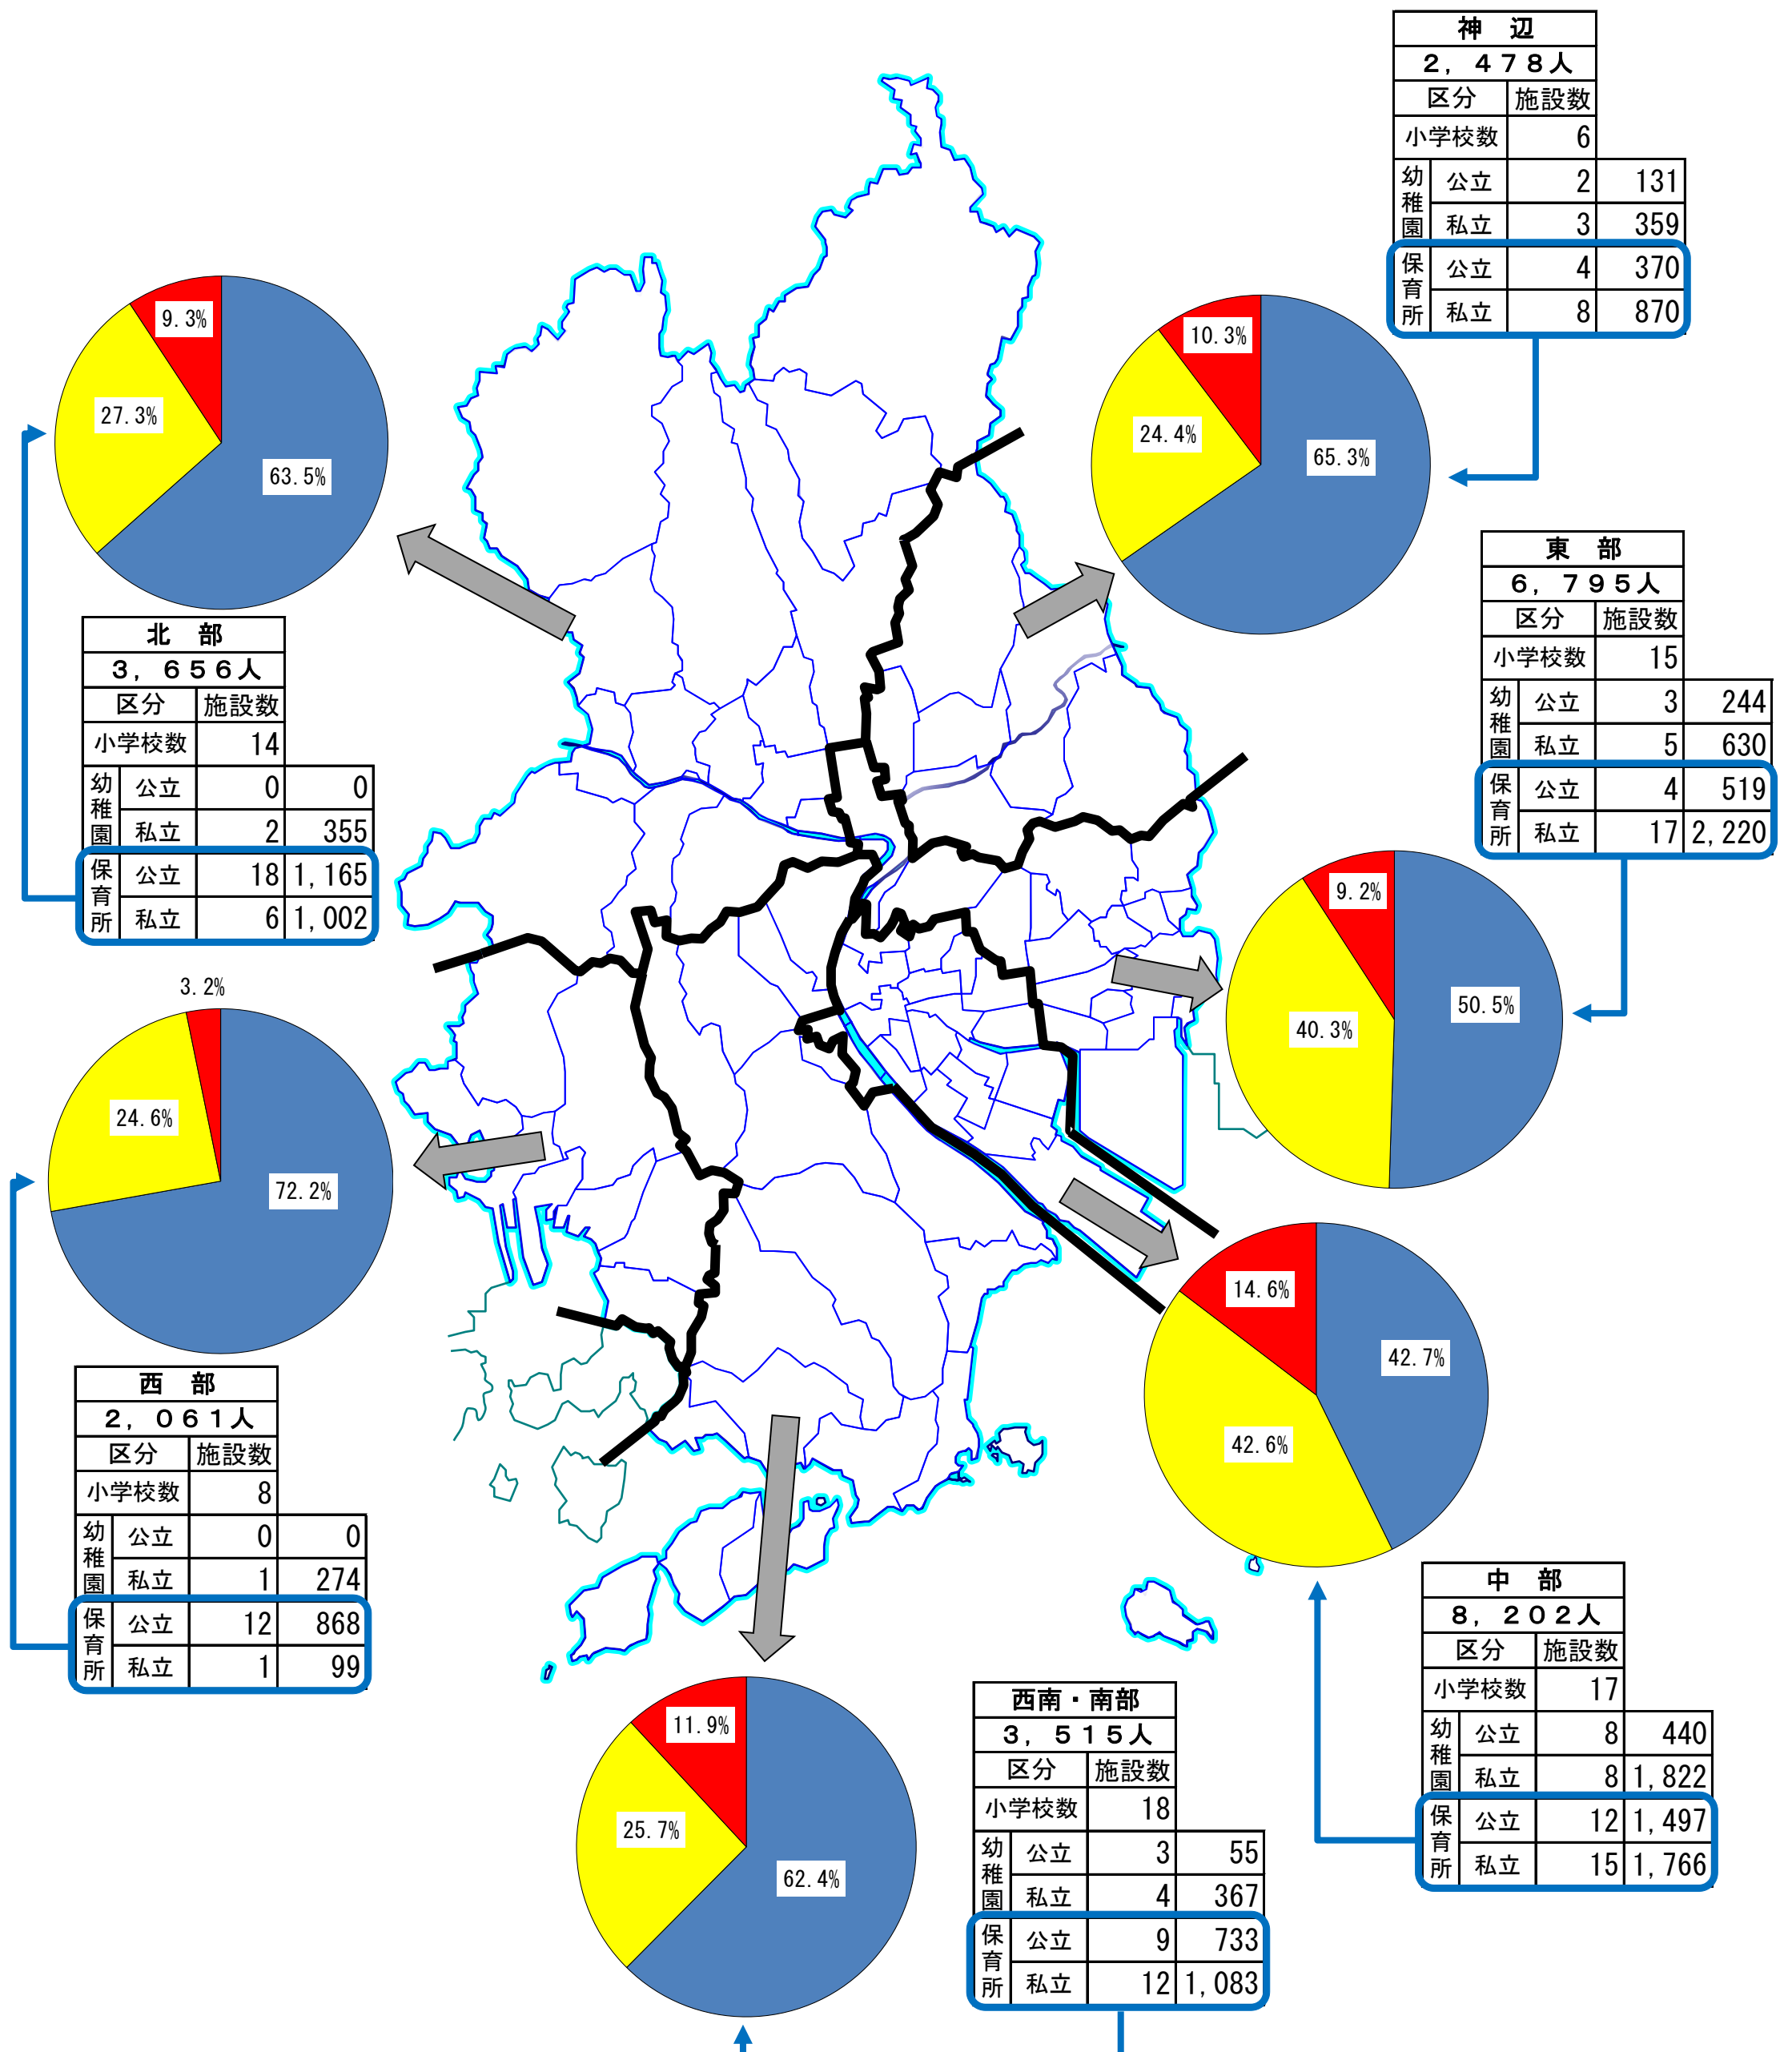 神 辺
2,478人
区分 施設数
小学校数 6
幼稚園 公立 2 131
私立 3 359
保育所 公立 4 370
私立 8 870
9.3%
27.3%
63.5%
10.3%
24.4%
65.3%
東 部
6,795人
区分 施設数
小学校数 15
幼稚園 公立 3 244
私立 5 630
保育所 公立 4 519
私立 17 2,220
北 部
3,656人
区分 施設数
小学校数 14
幼稚園 公立 0 0
私立 2 355
保育所 公立 18 1,165
私立 6 1,002
9.2%
40.3%
50.5%
3.2%
24.6%
72.2%
14.6%
42.7%
42.6%
西 部
2,061人
区分 施設数
小学校数 8
幼稚園 公立 0 0
私立 1 274
保育所 公立 12 868
私立 1 99
中 部
8,202人
区分 施設数
小学校数 17
幼稚園 公立 8 440
私立 8 1,822
保育所 公立 12 1,497
私立 15 1,766
11.9%
25.7%
62.4%
西南・南部
3,515人
区分 施設数
小学校数 18
幼稚園 公立 3 55
私立 4 367
保育所 公立 9 733
私立 12 1,083